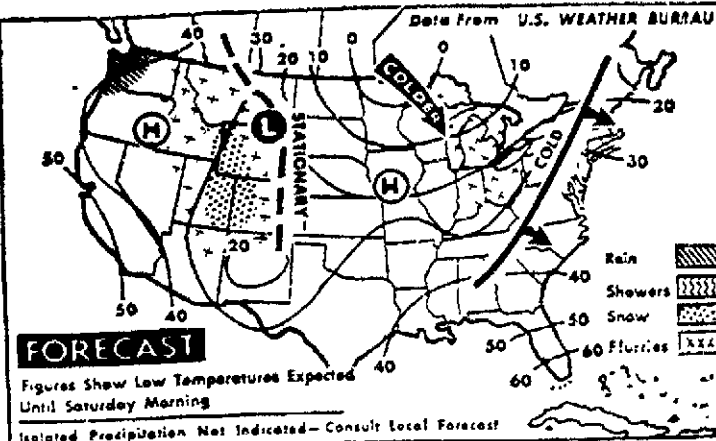 Data From U.S. WEATHER BUREAU
40
30
20
10
0
0
10
20
30
COLDER
COLD
STATIONARY
H
L
H
50
20
50
40
40
40
50
50
60
60
Rain
Showers
Snow
Flurries
FORECAST
Figures Show Low Temperatures Expected
Until Saturday Morning
Isolated Precipitation Not Indicated—Consult Local Forecast